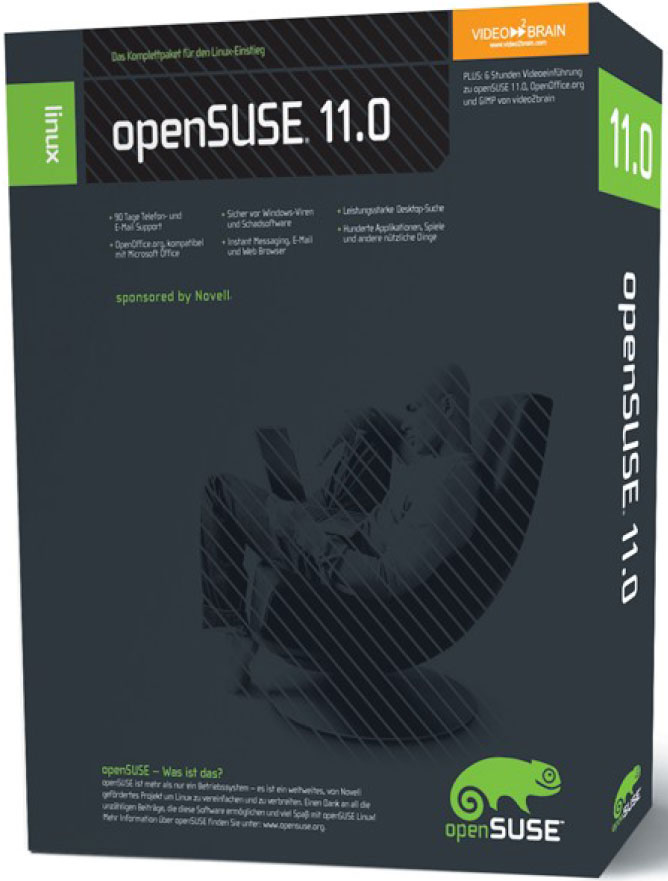 Das Komplettpaket für den Linux-Einstieg
VIDEO2BRAIN
www.video2brain.com
PLUS: 6 Stunden Videoeinführung
zu openSUSE 11.0, OpenOffice.org
und GIMP von video2brain
linux
openSUSE® 11.0
11.0
• 90 Tage Telefon- und
E-Mail Support
• OpenOffice.org, kompatibel
mit Microsoft Office
• Sicher vor Windows-Viren
und Schadsoftware
• Instant Messaging, E-Mail
und Web Browser
• Leistungsstarke Desktop-Suche
• Hunderte Applikationen, Spiele
und andere nützliche Dinge
sponsored by Novell.
openSUSE® 11.0
openSUSE – Was ist das?
openSUSE ist mehr als nur ein Betriebssystem – es ist ein weltweites, von Novell
gefördertes Projekt um Linux zu vereinfachen und zu verbreiten. Einen Dank an all die
unzähligen Beiträge, die diese Software ermöglichen und viel Spaß mit openSUSE Linux!
Mehr Information über openSUSE finden Sie unter: www.opensuse.org.
openSUSE™
openSUSE